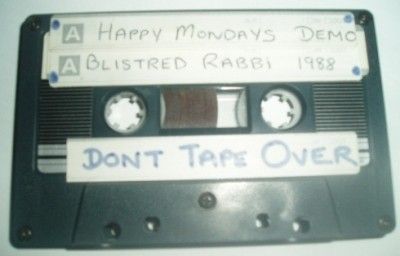 A HAPPY MONDAYS DEMO
A BLISTRED RABBI 1988
DONT TAPE OVER